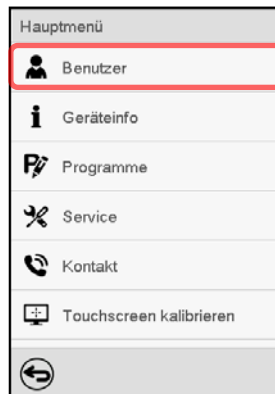 Hauptmenü
Benutzer
Geräteinfo
Programme
Service
Kontakt
Touchscreen kalibrieren